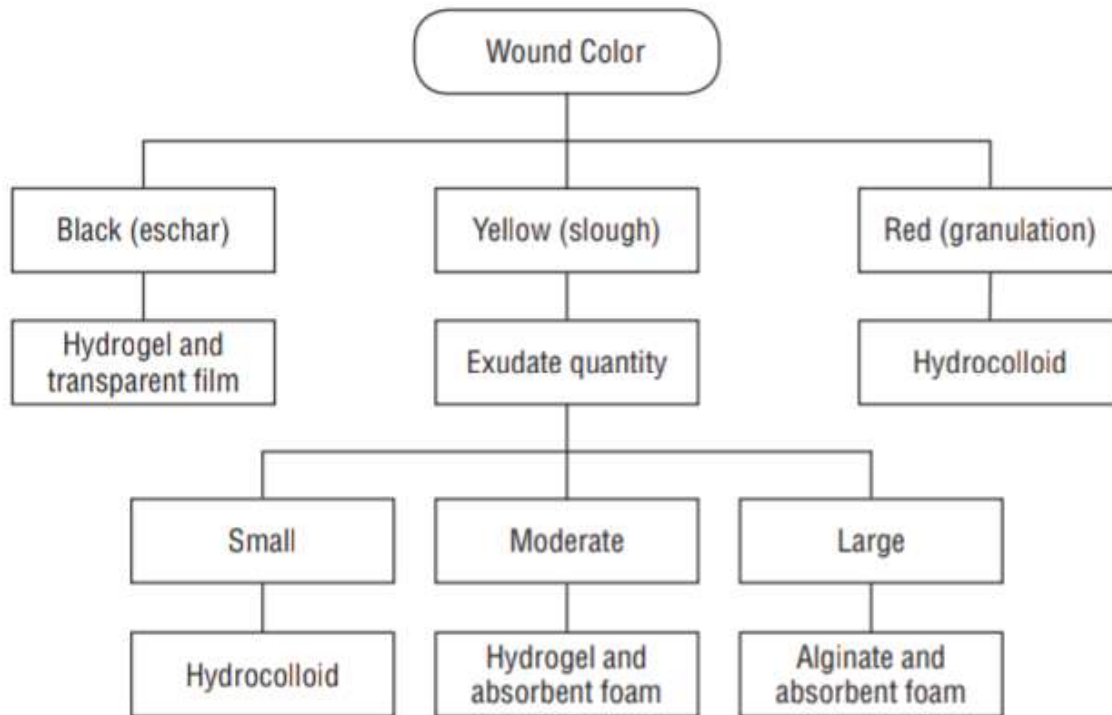 Wound Color
Black (eschar)
Yellow (slough)
Red (granulation)
Hydrogel and
transparent film
Exudate quantity
Hydrocolloid
Small
Moderate
Large
Hydrocolloid
Hydrogel and
absorbent foam
Alginate and
absorbent foam